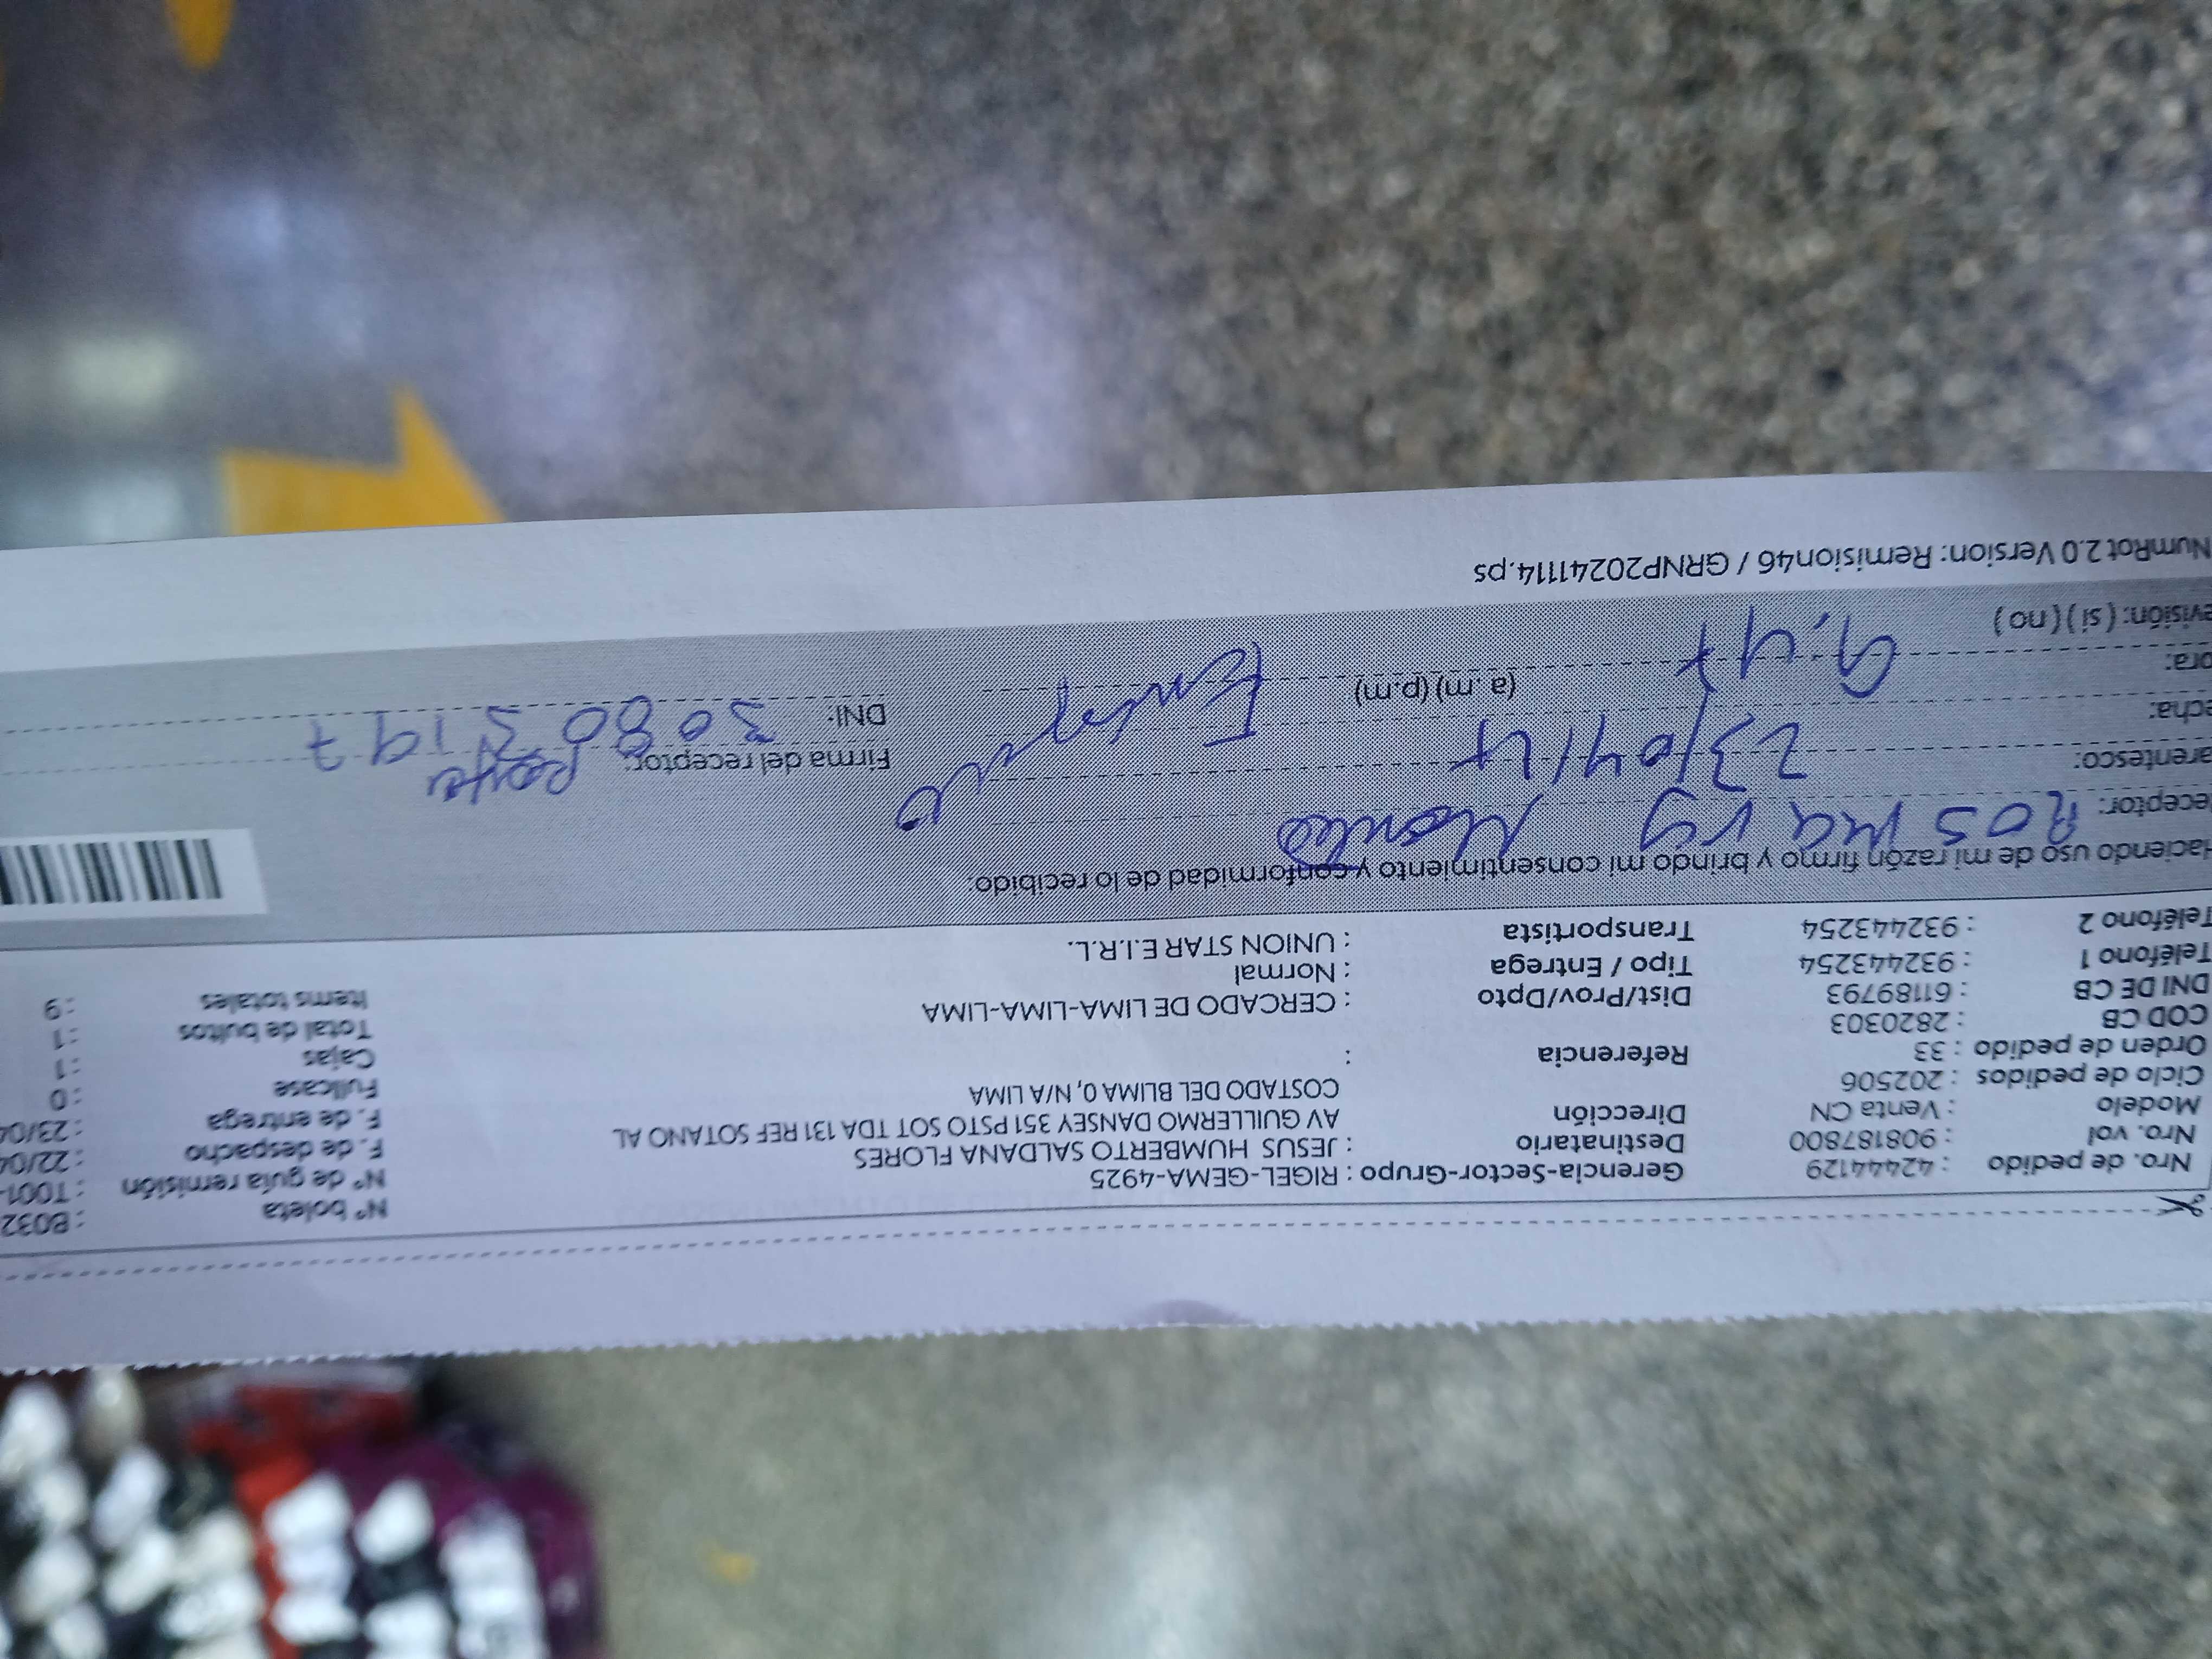 Nº boleta : B032
Nº de guía remisión : T001-
F. de despacho : 22/04
F. de entrega : 23/04
Fullcase : 0
Cajas : 1
Total de bultos : 1
Items totales : 9
Gerencia-Sector-Grupo : RIGEL-GEMA-4925
Destinatario : JESUS HUMBERTO SALDANA FLORES
Dirección AV GUILLERMO DANSEY 351 PSTO SOT TDA 131 REF SOTANO AL
COSTADO DEL BLIMA 0, N/A LIMA
Referencia :
Dist/Prov/Dpto : CERCADO DE LIMA-LIMA-LIMA
Tipo / Entrega : Normal
Transportista : UNION STAR E.I.R.L.
Nro. de pedido : 42444129
Nro. vol : 908187800
Modelo : Venta CN
Ciclo de pedidos : 202506
Orden de pedido : 33
COD CB : 2820303
DNI DE CB : 61189793
Teléfono 1 : 932443254
Teléfono 2 : 932443254
Haciendo uso de mi razón firmo y brindo mi consentimiento y conformidad de lo recibido.
eceptor: Rosmary
arentesco:
echa: 23/04/
ora: 9:47 (a.m) (p.m)
evisión: ( si ) ( no )
Firma del receptor:
DNI: 30805197
NumRot 2.0 Version: Remision46 / GRNP20241114.ps